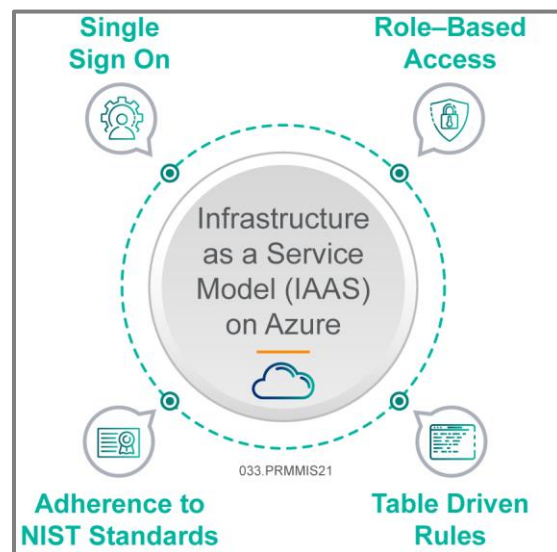 Single
Sign On
Role–Based
Access
Infrastructure
as a Service
Model (IAAS)
on Azure
033.PRMMIS21
Adherence to
NIST Standards
Table Driven
Rules